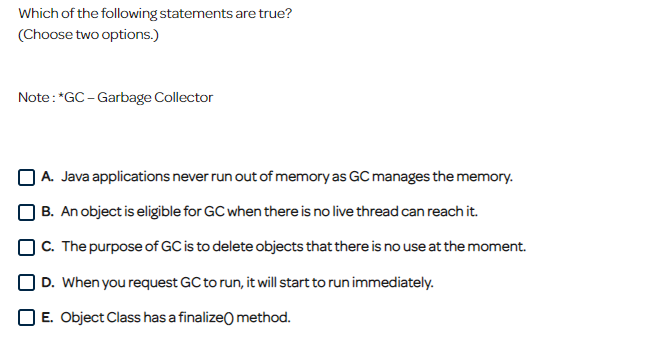 Which of the following statements are true?
(Choose two options.)
Note : *GC – Garbage Collector
A. Java applications never run out of memory as GC manages the memory.
B. An object is eligible for GC when there is no live thread can reach it.
C. The purpose of GC is to delete objects that there is no use at the moment.
D. When you request GC to run, it will start to run immediately.
E. Object Class has a finalize() method.